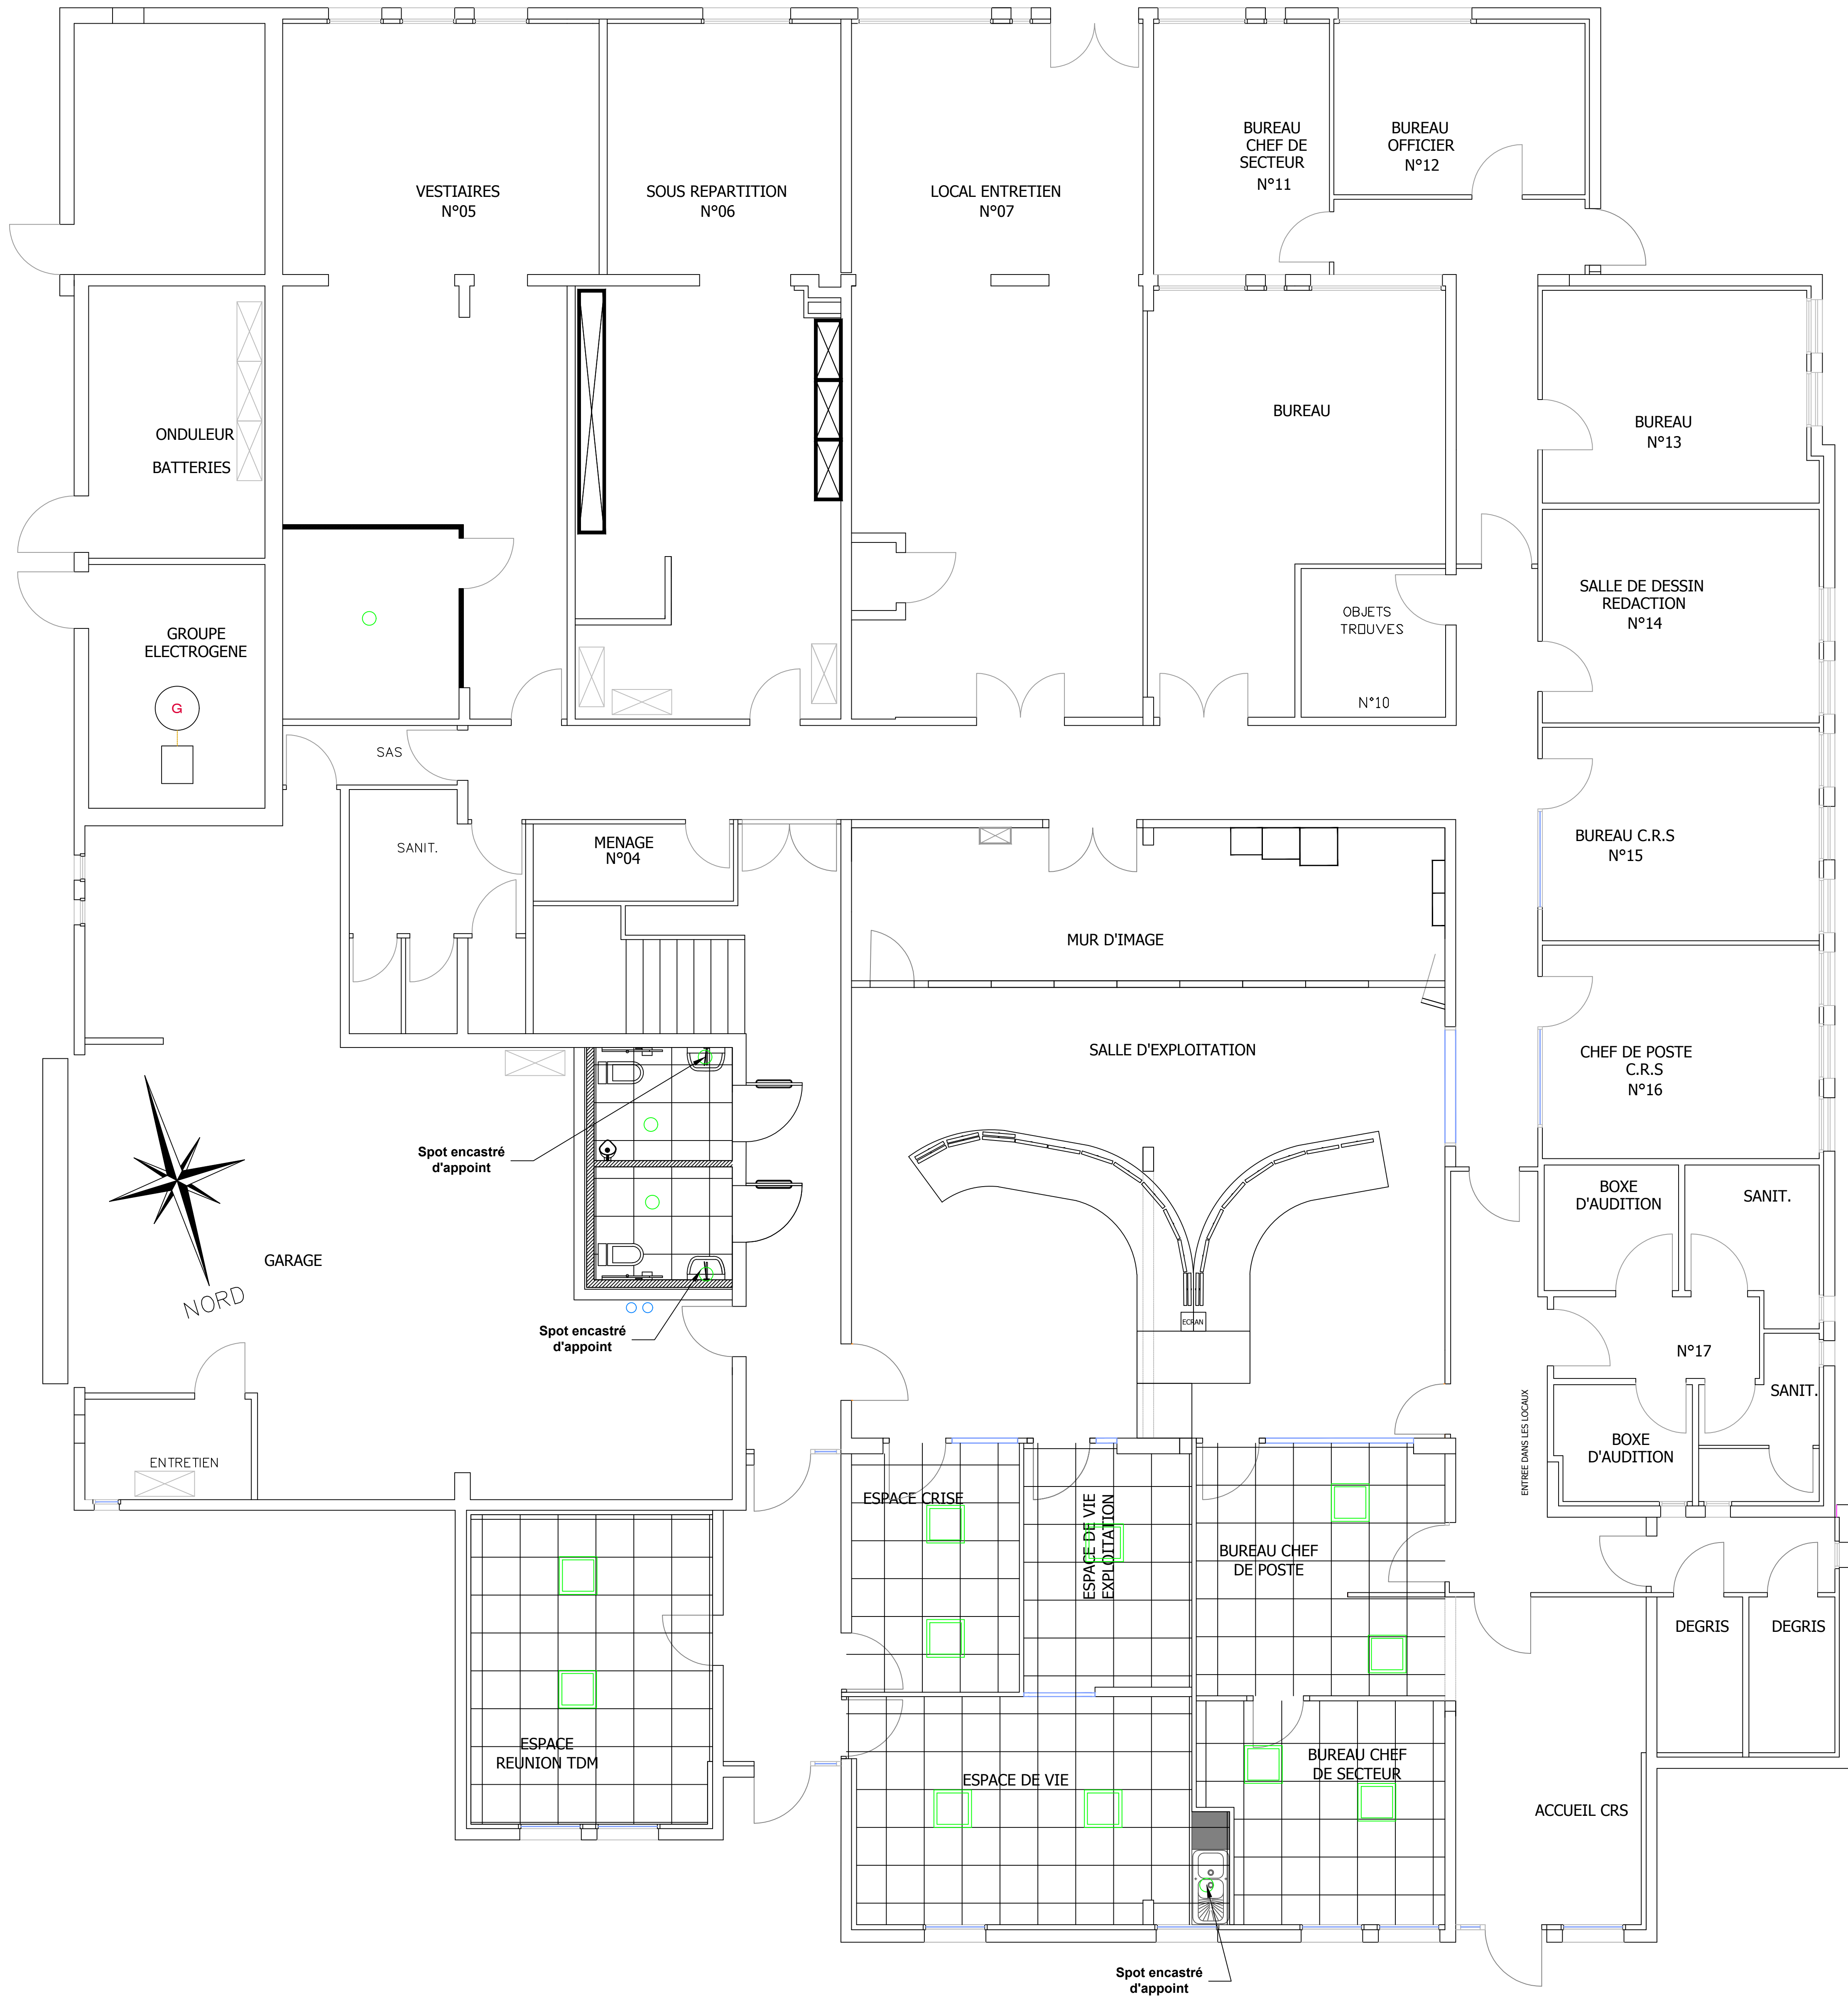 BUREAU
CHEF DE
SECTEUR
N°11
BUREAU
OFFICIER
N°12
VESTIAIRES
N°05
SOUS REPARTITION
N°06
LOCAL ENTRETIEN
N°07
ONDULEUR
BATTERIES
BUREAU
BUREAU
N°13
GROUPE
ELECTROGENE
G
OBJETS
TROUVES
N°10
SALLE DE DESSIN
REDACTION
N°14
SAS
SANIT.
MENAGE
N°04
BUREAU C.R.S
N°15
MUR D'IMAGE
SALLE D'EXPLOITATION
CHEF DE POSTE
C.R.S
N°16
Spot encastré
d'appoint
BOXE
D'AUDITION
SANIT.
GARAGE
NORD
Spot encastré
d'appoint
ECRAN
N°17
SANIT.
ENTREE DANS LES LOCAUX
BOXE
D'AUDITION
ENTRETIEN
ESPACE CRISE
ESPACE DE VIE
EXPLOITATION
BUREAU CHEF
DE POSTE
DEGRIS
DEGRIS
ESPACE
REUNION TDM
ESPACE DE VIE
BUREAU CHEF
DE SECTEUR
ACCUEIL CRS
Spot encastré
d'appoint